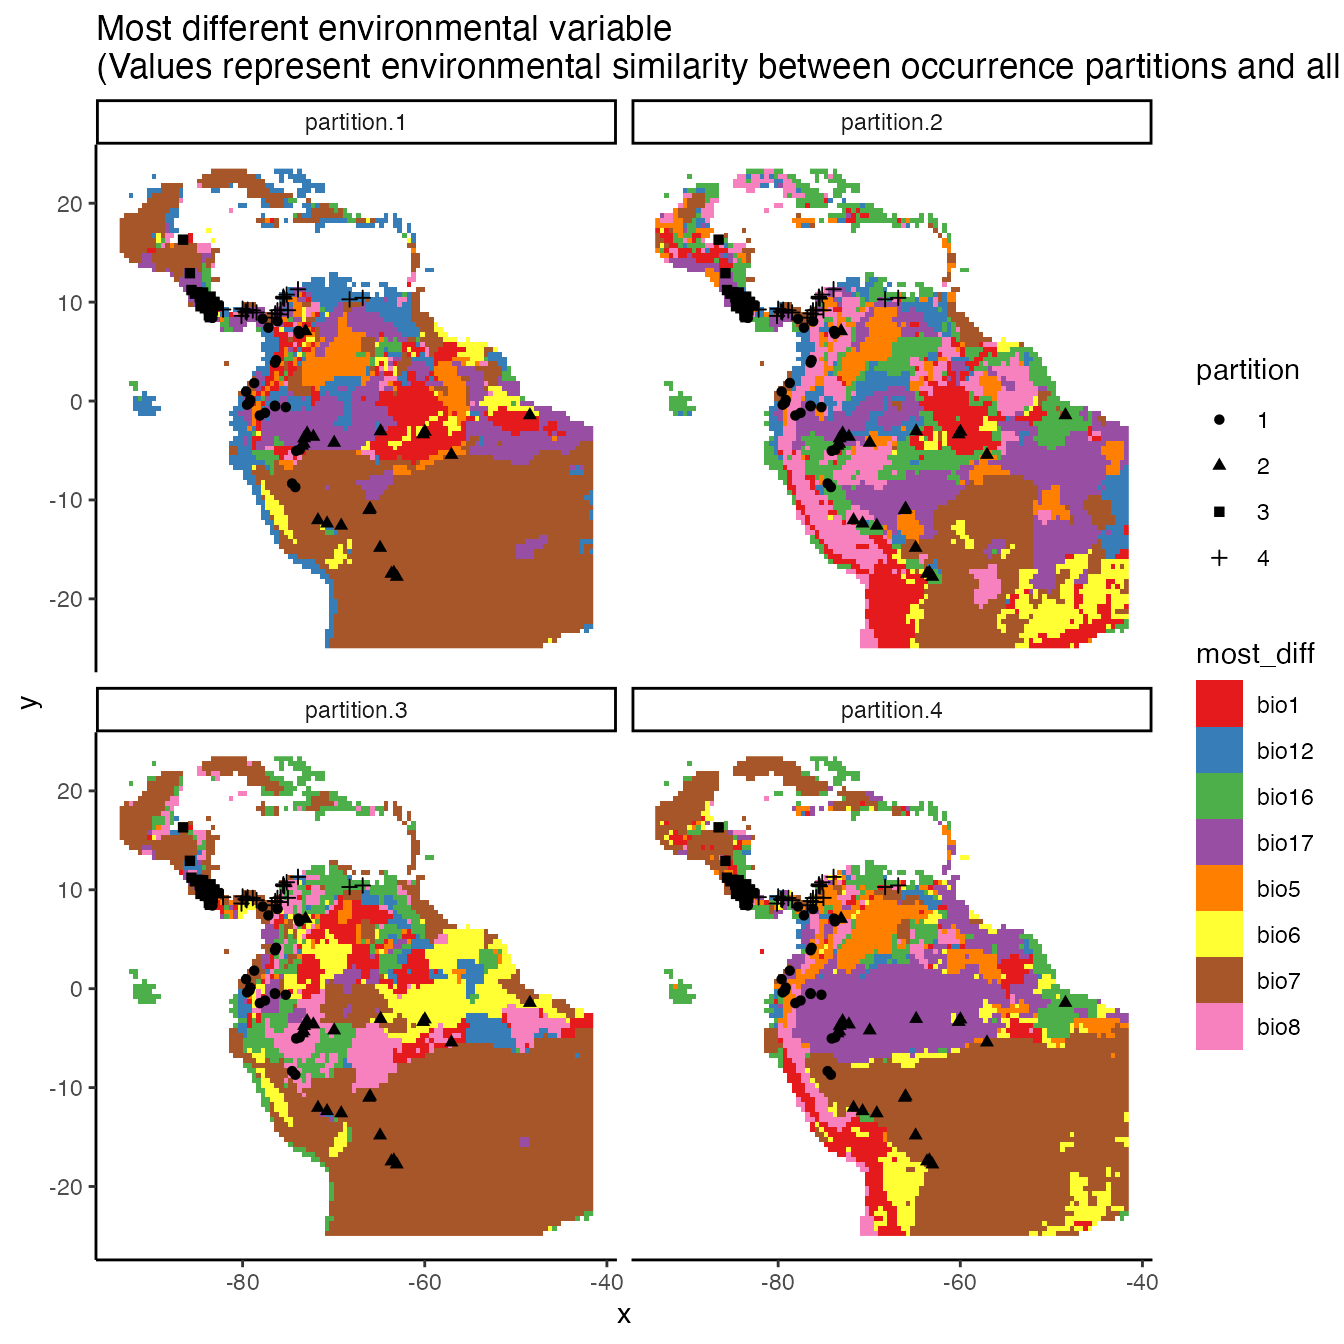 Most different environmental variable
(Values represent environmental similarity between occurrence partitions and all
partition.1
partition.2
20
10
0
-10
-20
partition.3
partition.4
20
10
0
-10
-20
-80
-60
-40
-80
-60
-40
x
y
partition
1
2
3
4
most_diff
bio1
bio12
bio16
bio17
bio5
bio6
bio7
bio8